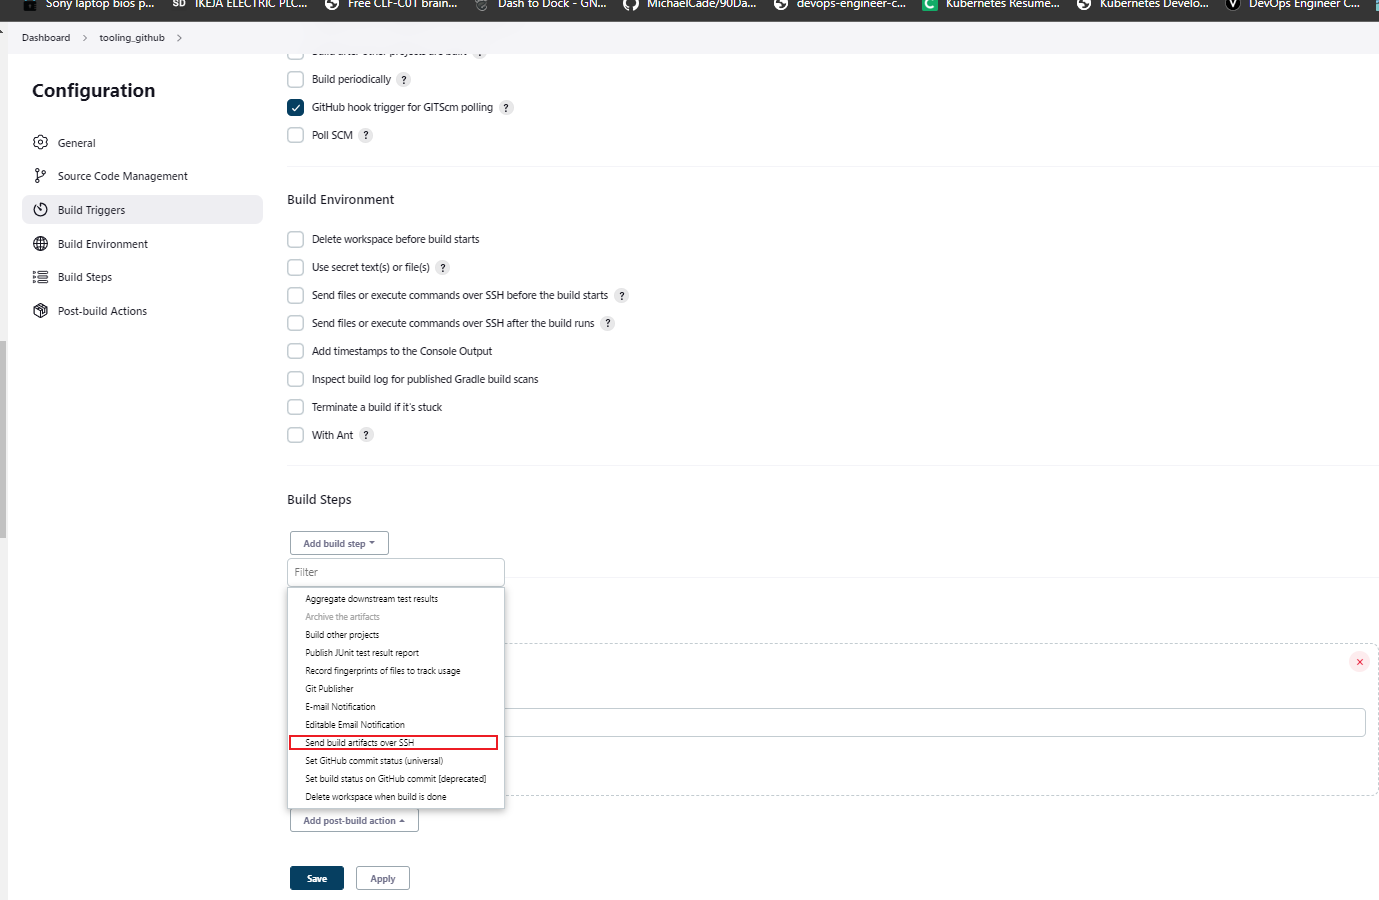 Sony laptop bios p... SD IKEJA ELECTRIC PLC... Free CLF-C01 brain... Dash to Dock - GN... MichaelCade/90Da... devops-engineer-c... C Kubernetes Resume... Kubernetes Develo... V DevOps Engineer C...
Dashboard > tooling_github >
Configuration
General
Source Code Management
Build Triggers
Build Environment
Build Steps
Post-build Actions
Build after other projects are built ?
Build periodically ?
GitHub hook trigger for GITScm polling ?
Poll SCM ?
Build Environment
Delete workspace before build starts
Use secret text(s) or file(s) ?
Send files or execute commands over SSH before the build starts ?
Send files or execute commands over SSH after the build runs ?
Add timestamps to the Console Output
Inspect build log for published Gradle build scans
Terminate a build if it's stuck
With Ant ?
Build Steps
Add build step
Filter
Aggregate downstream test results
Archive the artifacts
Build other projects
Publish JUnit test result report
Record fingerprints of files to track usage
Git Publisher
E-mail Notification
Editable Email Notification
Send build artifacts over SSH
Set GitHub commit status (universal)
Set build status on GitHub commit [deprecated]
Delete workspace when build is done
Add post-build action
Save Apply